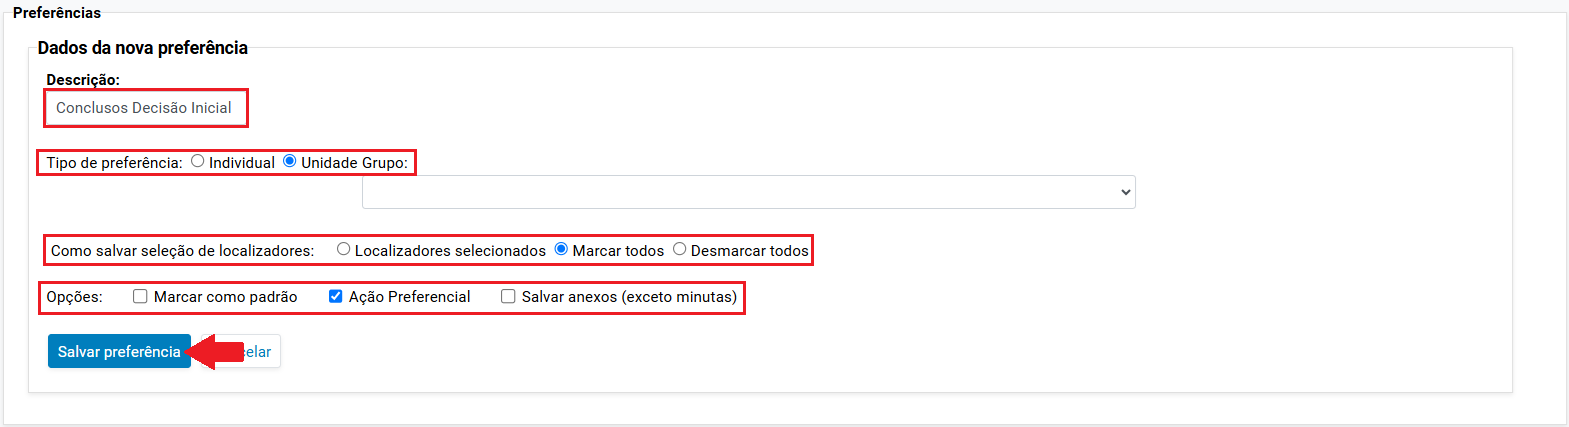 Preferências
Dados da nova preferência
Descrição:
Conclusos Decisão Inicial
Tipo de preferência: Individual Unidade Grupo:
Como salvar seleção de localizadores: Localizadores selecionados Marcar todos Desmarcar todos
Opções: Marcar como padrão Ação Preferencial Salvar anexos (exceto minutas)
Salvar preferência